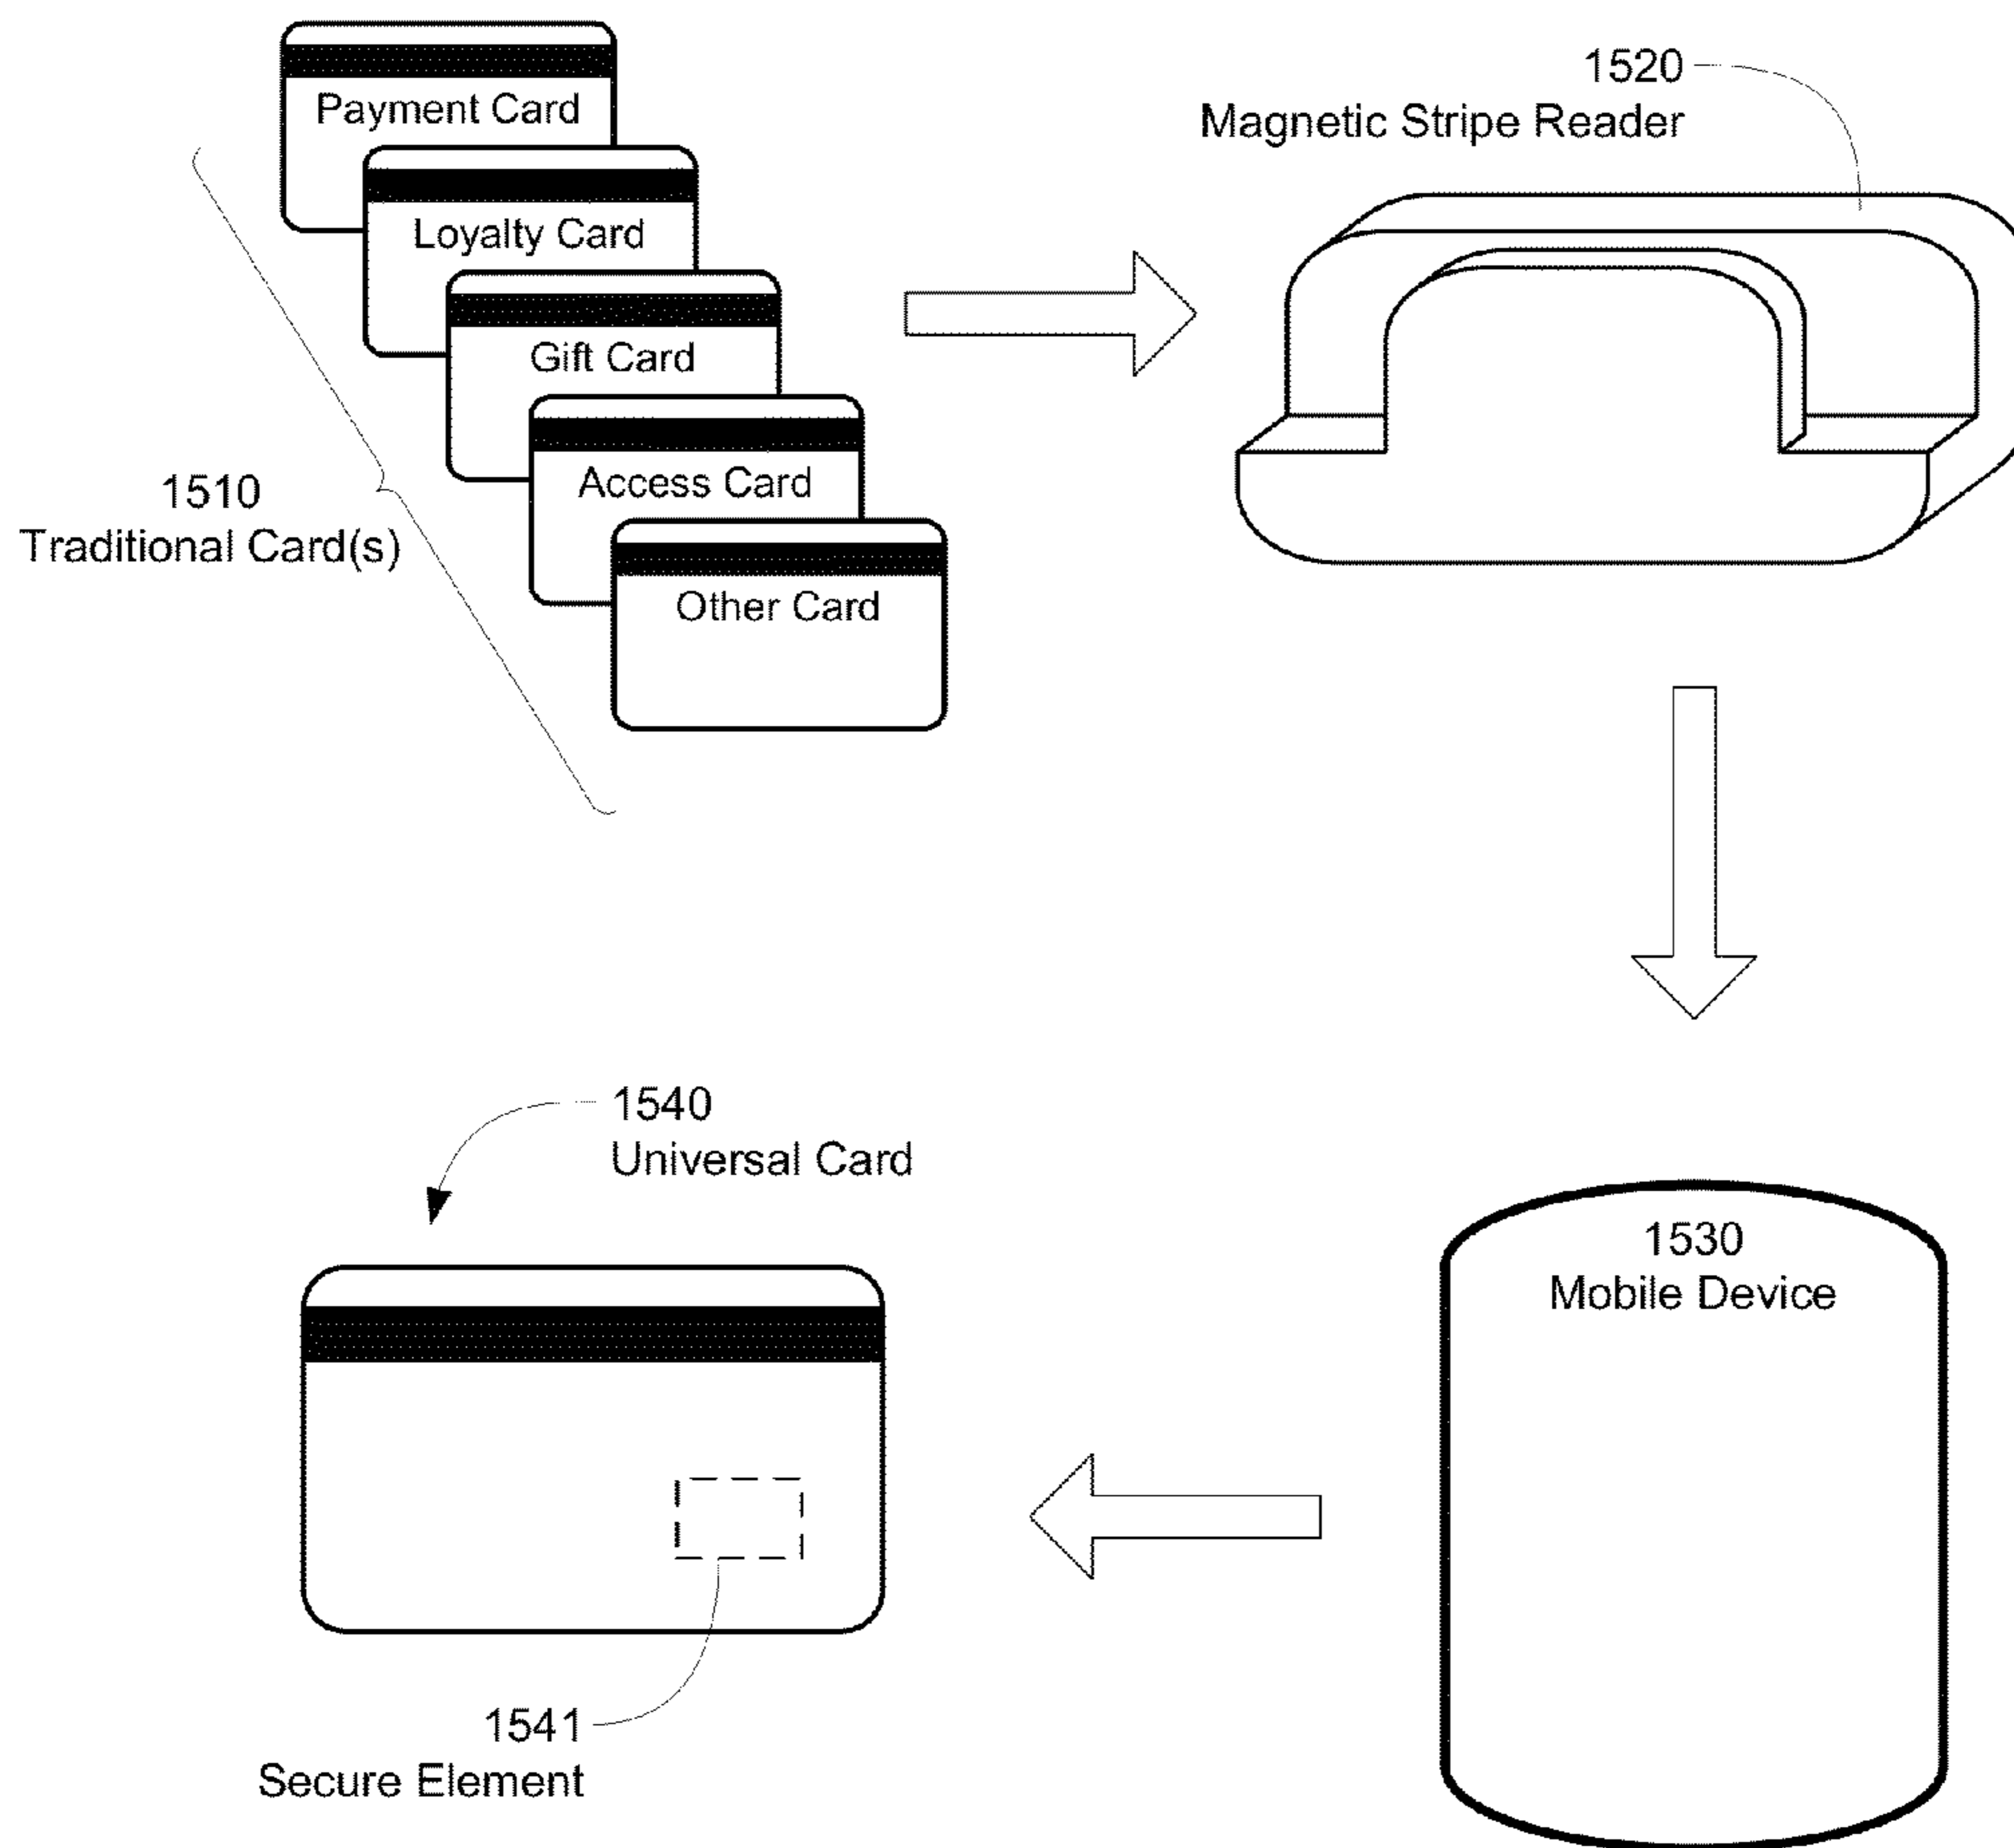 Payment Card
Loyalty Card
Gift Card
Access Card
Other Card
1510
Traditional Card(s)
1520
Magnetic Stripe Reader
1540
Universal Card
1530
Mobile Device
1541
Secure Element